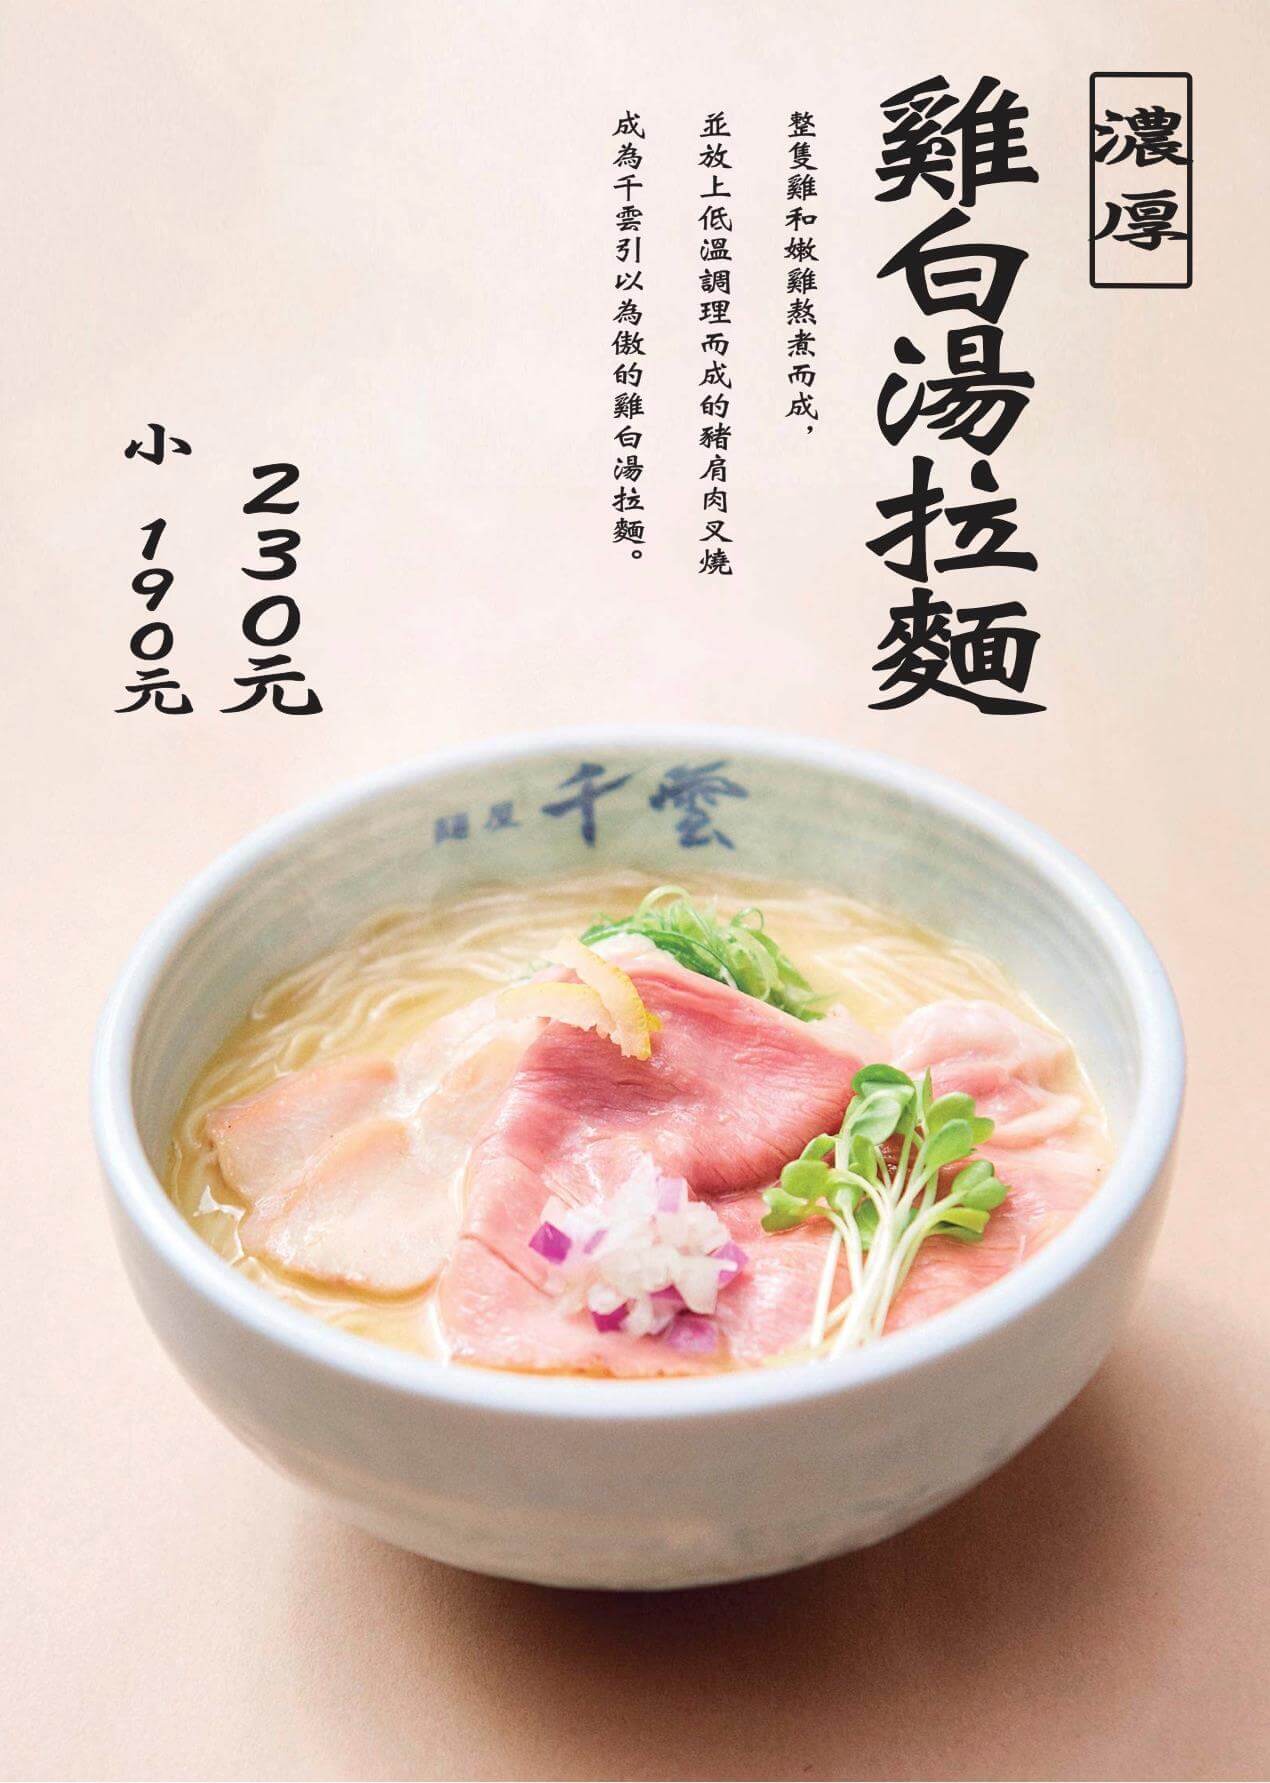 濃厚
雞白湯拉麵
整隻雞和嫩雞熬煮而成，
並放上低溫調理而成的豬肩肉叉燒
成為千雲引以為傲的雞白湯拉麵。
230元
小 190元
麺屋 千雲